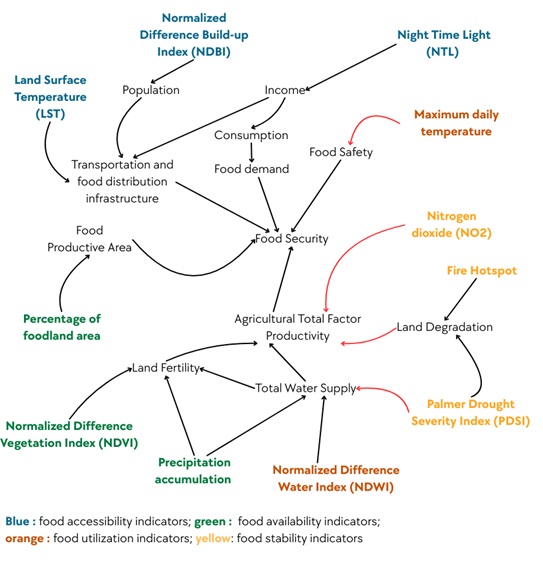 Normalized
Difference Build-up
Index (NDBI)
Night Time Light
(NTL)
Land Surface
Temperature
(LST)
Population
Income
Maximum daily
temperature
Consumption
Food Safety
Transportation and
food distribution
infrastructure
Food demand
Nitrogen
dioxide (NO2)
Food
Productive Area
Food Security
Fire Hotspot
Percentage of
foodland area
Agricultural Total Factor
Productivity
Land Degradation
Land Fertility
Total Water Supply
Palmer Drought
Severity Index (PDSI)
Normalized Difference
Vegetation Index (NDVI)
Precipitation
accumulation
Normalized Difference
Water Index (NDWI)
Blue : food accessibility indicators; green : food availability indicators;
orange : food utilization indicators; yellow: food stability indicators